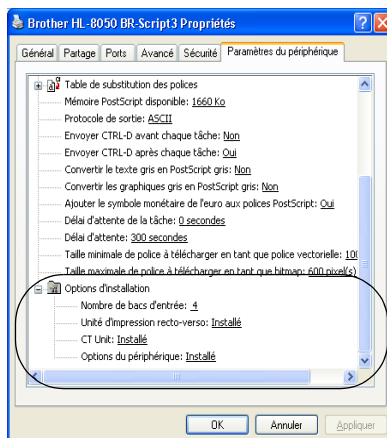 Brother HL-8050 BR-Script3 Propriétés
Général Partage Ports Avancé Sécurité Paramètres du périphérique
Table de substitution des polices
Mémoire PostScript disponible: 1660 Ko
Protocole de sortie: ASCII
Envoyer CTRL-D avant chaque tâche: Non
Envoyer CTRL-D après chaque tâche: Oui
Convertir le texte gris en PostScript gris: Non
Convertir les graphiques gris en PostScript gris: Non
Ajouter le symbole monétaire de l'euro aux polices PostScript: Oui
Délai d'attente de la tâche: 0 secondes
Délai d'attente: 300 secondes
Taille minimale de police à télécharger en tant que police vectorielle:
Taille maximale de police à télécharger en tant que bitmap: 600 pixel(s)
Options d'installation
Nombre de bacs d'entrée: 4
Unité d'impression recto-verso: Installé
CT Unit: Installé
Options du périphérique: Installé
OK Annuler Appliquer